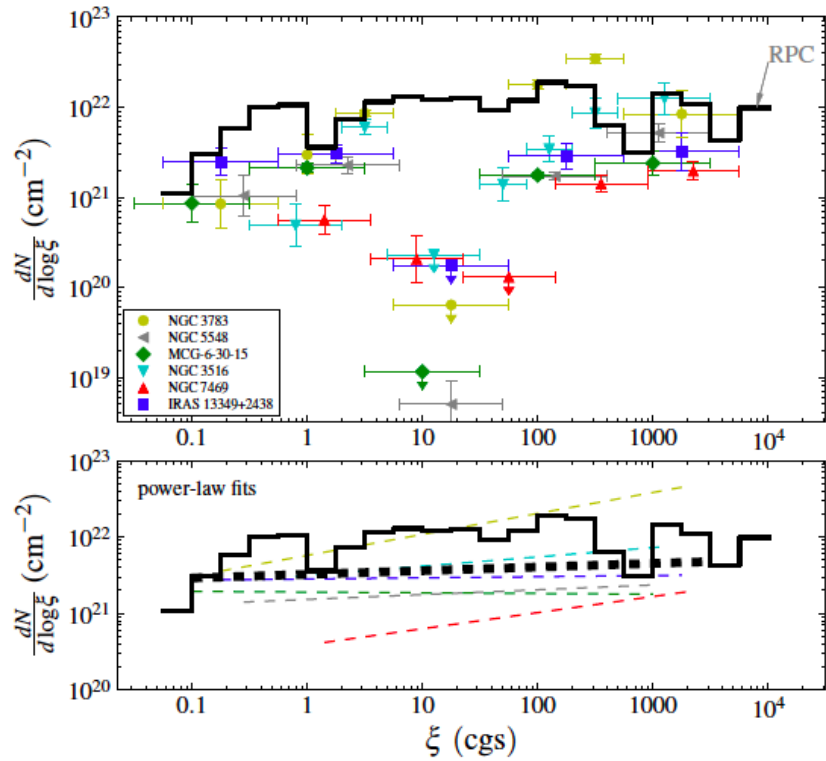 10^23
10^22
10^21
10^20
10^19
dN/dlogξ (cm^−2)
RPC
NGC 3783
NGC 5548
MCG-6-30-15
NGC 3516
NGC 7469
IRAS 13349+2438
0.1 1 10 100 1000 10^4
10^23
10^22
10^21
10^20
dN/dlogξ (cm^−2)
power-law fits
0.1 1 10 100 1000 10^4
ξ (cgs)